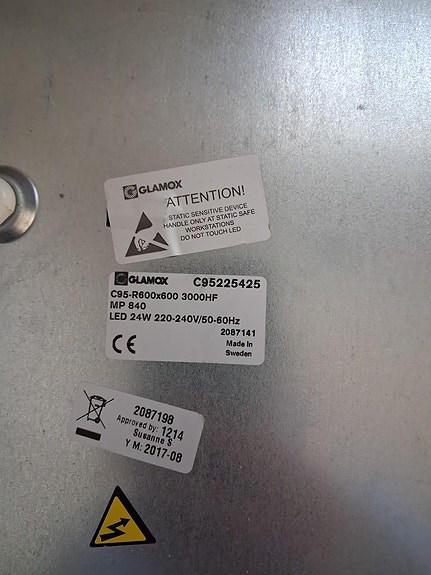 GLAMOX
ATTENTION!
STATIC SENSITIVE DEVICE
HANDLE ONLY AT STATIC SAFE
WORKSTATIONS
DO NOT TOUCH LED
GLAMOX C95225425
C95-R600x600 3000HF
MP 840
LED 24W 220-240V/50-60Hz
2087141
CE Made in
Sweden
2087198
Approved by: 1214
Susanne S
Y M: 2017-08